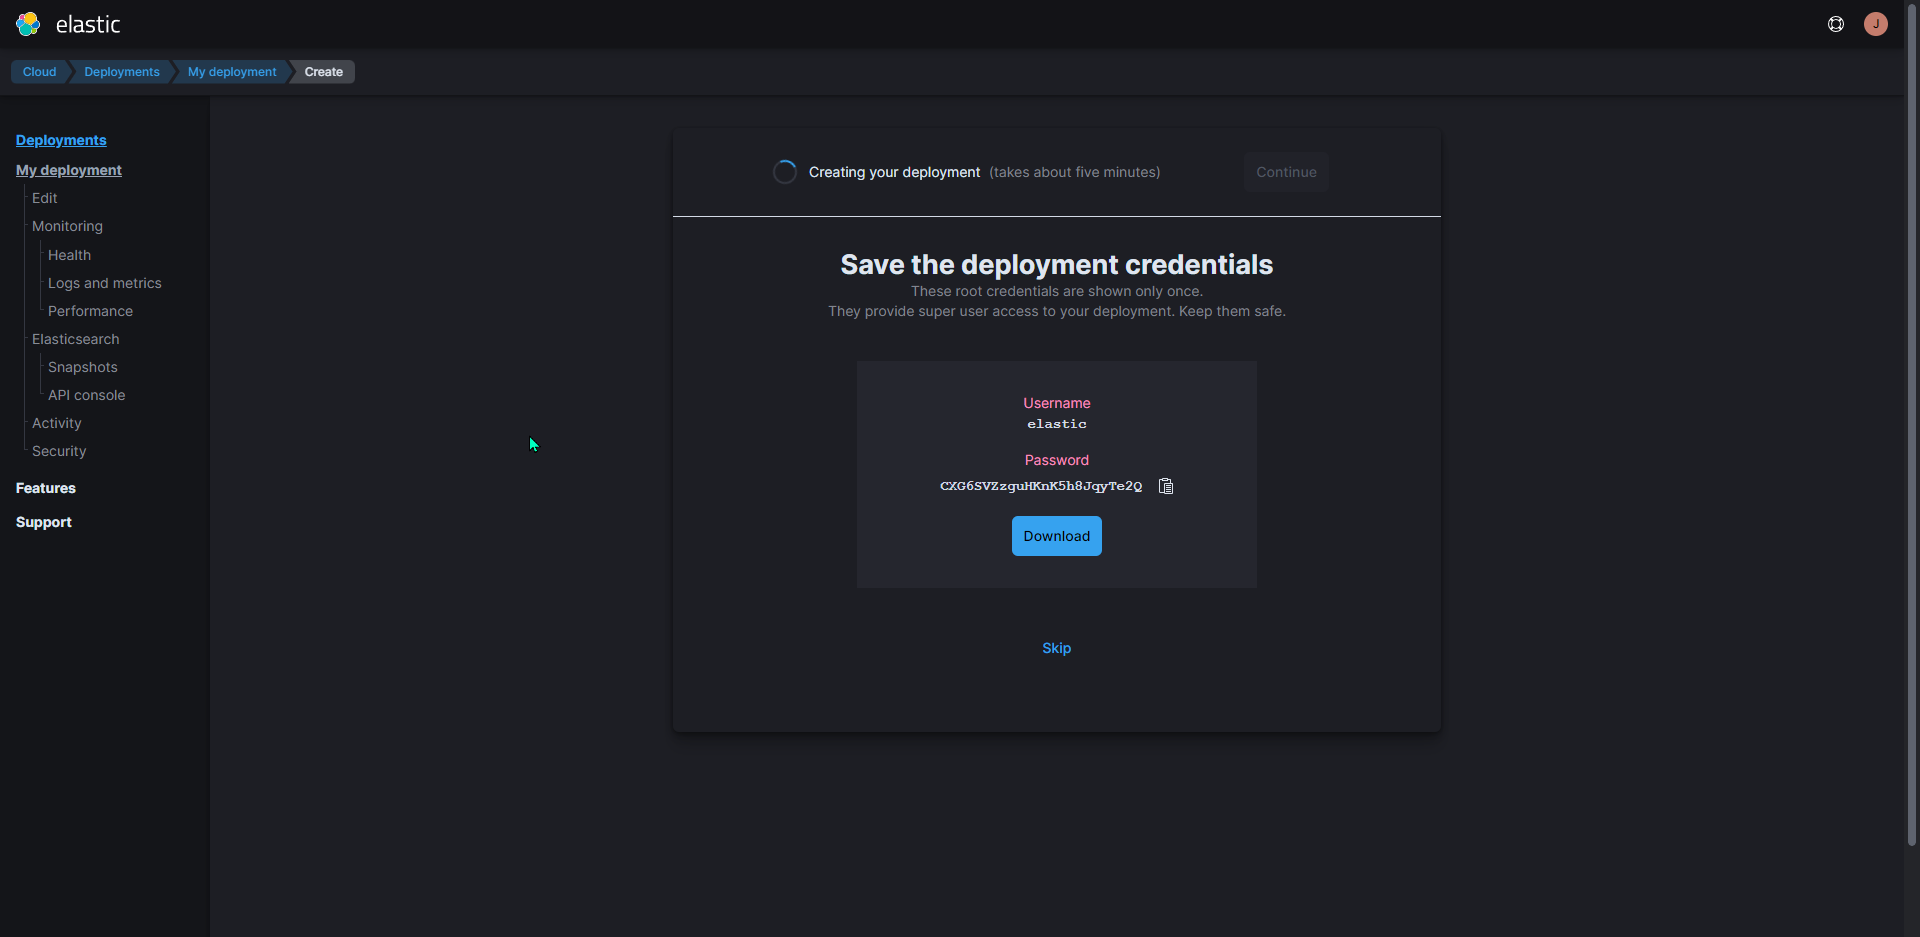 elastic
J
Cloud
Deployments
My deployment
Create
Deployments
My deployment
Edit
Monitoring
Health
Logs and metrics
Performance
Elasticsearch
Snapshots
API console
Activity
Security
Features
Support
Creating your deployment (takes about five minutes)
Continue
Save the deployment credentials
These root credentials are shown only once.
They provide super user access to your deployment. Keep them safe.
Username
elastic
Password
CXG6SVZzguHKnK5h8JqyTe2Q
Download
Skip